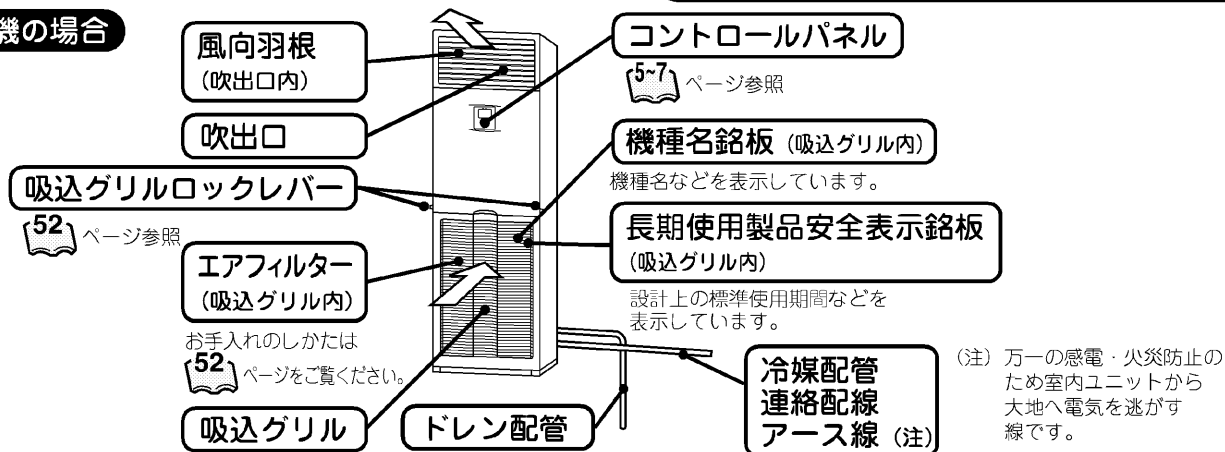 機の場合
風向羽根
(吹出口内)
吹出口
吸込グリルロックレバー
52 ページ参照
エアフィルター
(吸込グリル内)
お手入れのしかたは
52 ページをご覧ください。
吸込グリル
ドレン配管
コントロールパネル
5~7 ページ参照
機種名銘板 (吸込グリル内)
機種名などを表示しています。
長期使用製品安全表示銘板
(吸込グリル内)
設計上の標準使用期間などを
表示しています。
冷媒配管
連絡配線
アース線 (注)
(注) 万一の感電・火災防止の
ため室内ユニットから
大地へ電気を逃がす
線です。